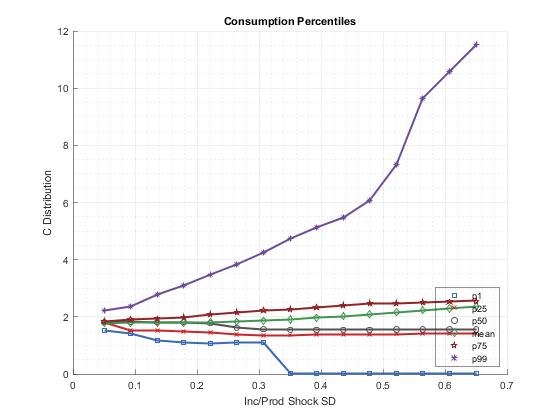 Consumption Percentiles
12
10
8
6
4
2
0
C Distribution
0 0.1 0.2 0.3 0.4 0.5 0.6 0.7
Inc/Prod Shock SD
p1
p25
p50
mean
p75
p99